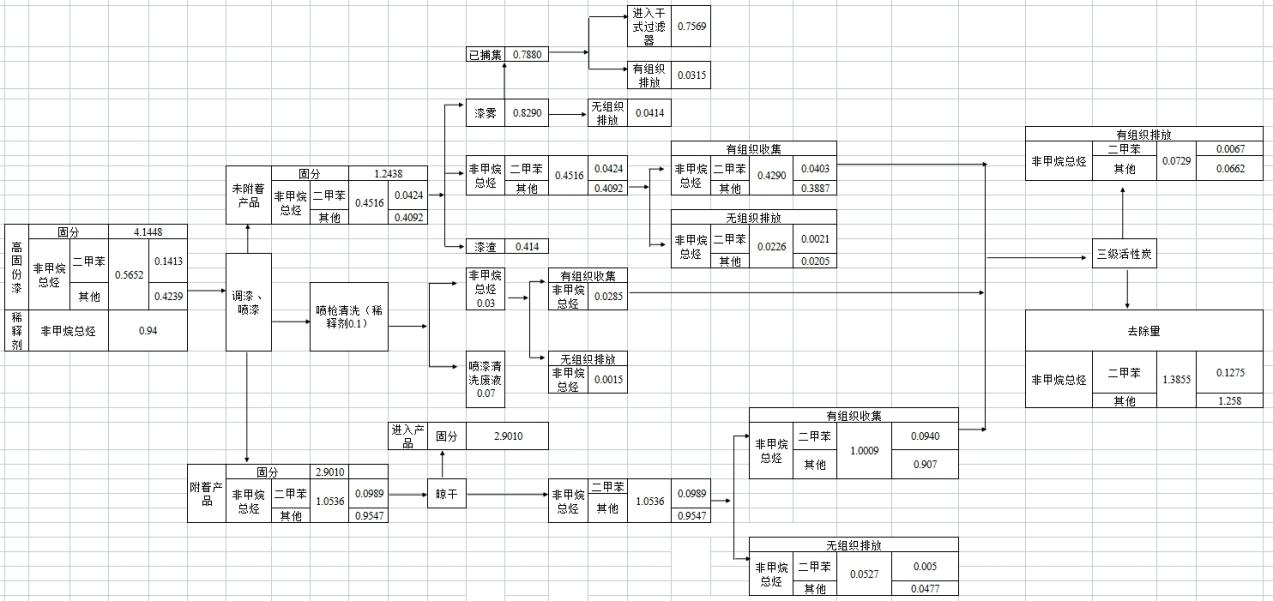 进入干
式过滤
器
0.7569
已捕集 0.7880
有组织
排放
0.0315
漆雾 0.8290
无组织
排放
0.0414
未附着
产品
固分 1.2438
非甲烷
总烃
二甲苯 0.4516 0.0424
其他 0.4092
非甲烷
总烃
二甲苯 0.4516 0.0424
其他 0.4092
漆渣 0.414
有组织收集
非甲烷
总烃
二甲苯 0.4290 0.0403
其他 0.3887
无组织排放
非甲烷
总烃
二甲苯 0.0226 0.0021
其他 0.0205
有组织排放
非甲烷总烃
二甲苯 0.0729 0.0067
其他 0.0662
三级活性炭
去除量
非甲烷总烃
二甲苯 1.3855 0.1275
其他 1.258
高
固
份
漆
固分 4.1448
非甲烷
总烃
二甲苯 0.5652 0.1413
其他 0.4239
稀
释
剂
非甲烷总烃 0.94
调漆、
喷漆
喷枪清洗（稀
释剂0.1）
非甲烷
总烃
0.03
有组织收集
非甲烷
总烃
0.0285
无组织排放
非甲烷
总烃
0.0015
喷漆清
洗废液
0.07
进入产
品
固分 2.9010
附着产
品
固分 2.9010
非甲烷
总烃
二甲苯 1.0536 0.0989
其他 0.9547
晾干
非甲烷
总烃
二甲苯 1.0536 0.0989
其他 0.9547
有组织收集
非甲烷
总烃
二甲苯 1.0009 0.0940
其他 0.907
无组织排放
非甲烷
总烃
二甲苯 0.0527 0.005
其他 0.0477